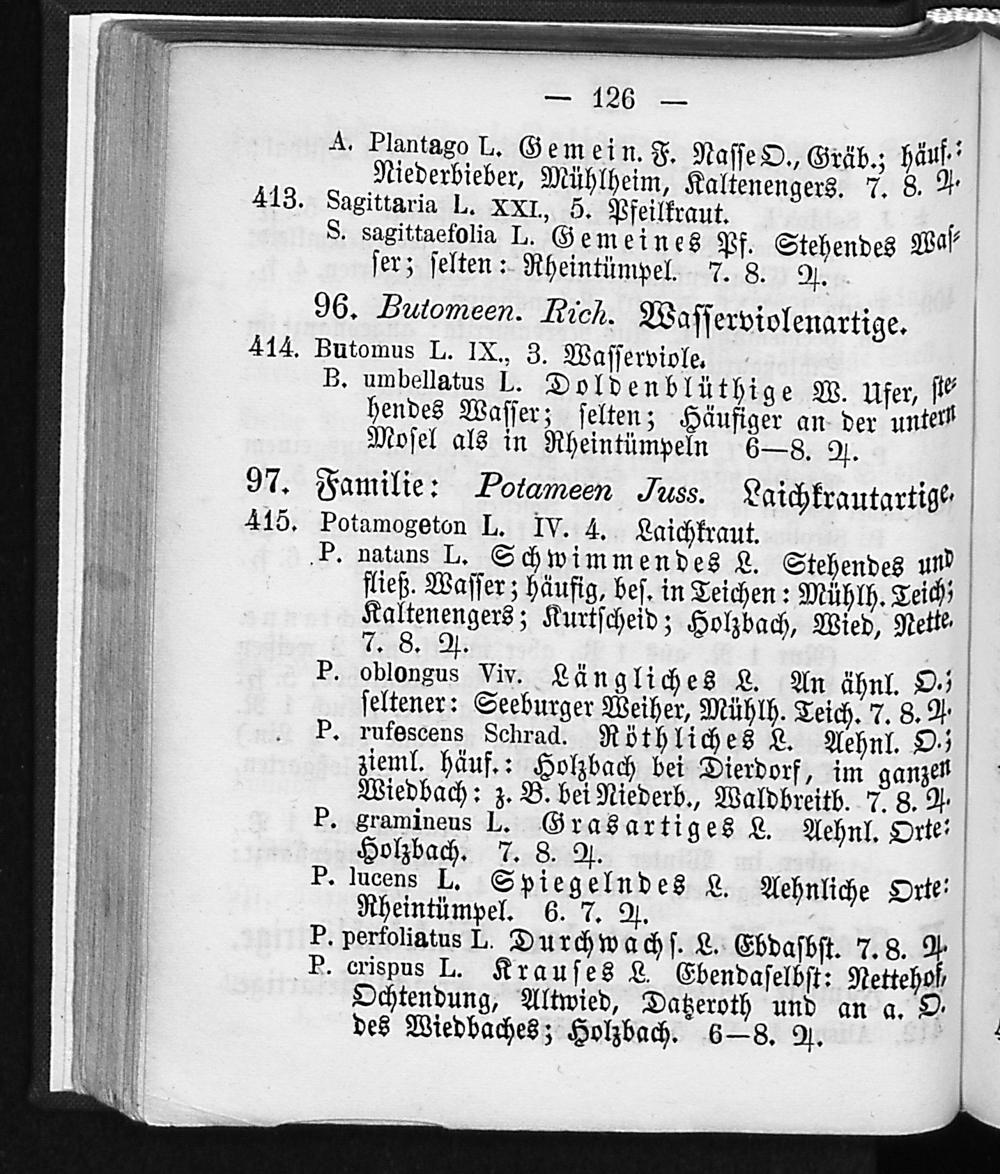 — 126 —
A. Plantago L. Gemein. F. Nasse O., Gräb.; häuf.:
Niederbieber, Mühlheim, Kaltenengers. 7. 8. ♃.
413. Sagittaria L. XXI., 5. Pfeilkraut.
S. sagittaefolia L. Gemeines Pf. Stehendes Was-
ser; selten: Rheintümpel. 7. 8. ♃.
96. Butomeen. Rich. Wasserviolenartige.
414. Butomus L. IX., 3. Wasserviole.
B. umbellatus L. Doldenblüthige W. Ufer, ste-
hendes Wasser; selten; Häufiger an der untern
Mosel als in Rheintümpeln 6—8. ♃.
97. Familie: Potameen Juss. Laichkrautartige.
415. Potamogeton L. IV. 4. Laichkraut.
P. natans L. Schwimmendes L. Stehendes und
fließ. Wasser; häufig, bes. in Teichen: Mühlh. Teich;
Kaltenengers; Kurtscheid; Holzbach, Wied, Nette.
7. 8. ♃.
P. oblongus Viv. Längliches L. An ähnl. O.;
seltener: Seeburger Weiher, Mühlh. Teich. 7. 8. ♃.
P. rufescens Schrad. Röthliches L. Aehnl. O.;
zieml. häuf.: Holzbach bei Dierdorf, im ganzen
Wiedbach: z. B. bei Niederb., Waldbreitb. 7. 8. ♃.
P. gramineus L. Grasartiges L. Aehnl. Orte:
Holzbach. 7. 8. ♃.
P. lucens L. Spiegelndes L. Aehnliche Orte:
Rheintümpel. 6. 7. ♃.
P. perfoliatus L. Durchwachs. L. Ebdasbst. 7. 8. ♃.
P. crispus L. Krauses L. Ebendaselbst: Nettehof,
Ochtendung, Altwied, Datzeroth und an a. O.
des Wiedbaches; Holzbach. 6—8. ♃.